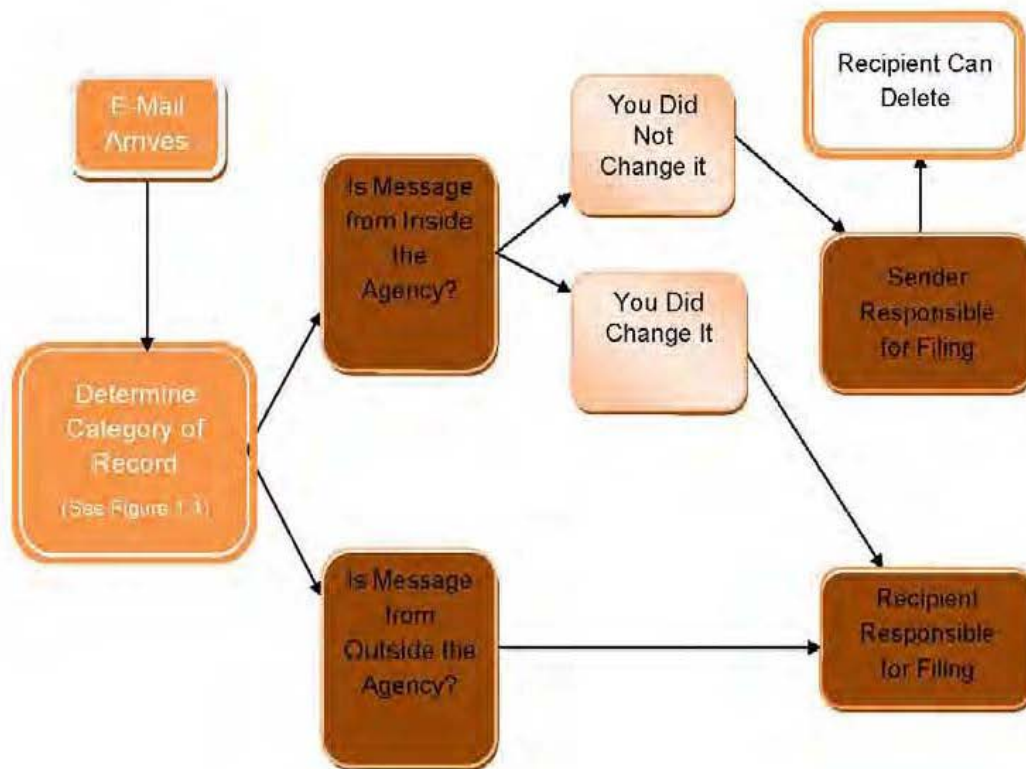 E-Mail
Arrives
Determine
Category of
Record
(See Figure 1.1)
Is Message
from Inside
the
Agency?
You Did
Not
Change it
You Did
Change It
Sender
Responsible
for Filing
Recipient Can
Delete
Is Message
from
Outside the
Agency?
Recipient
Responsible
for Filing